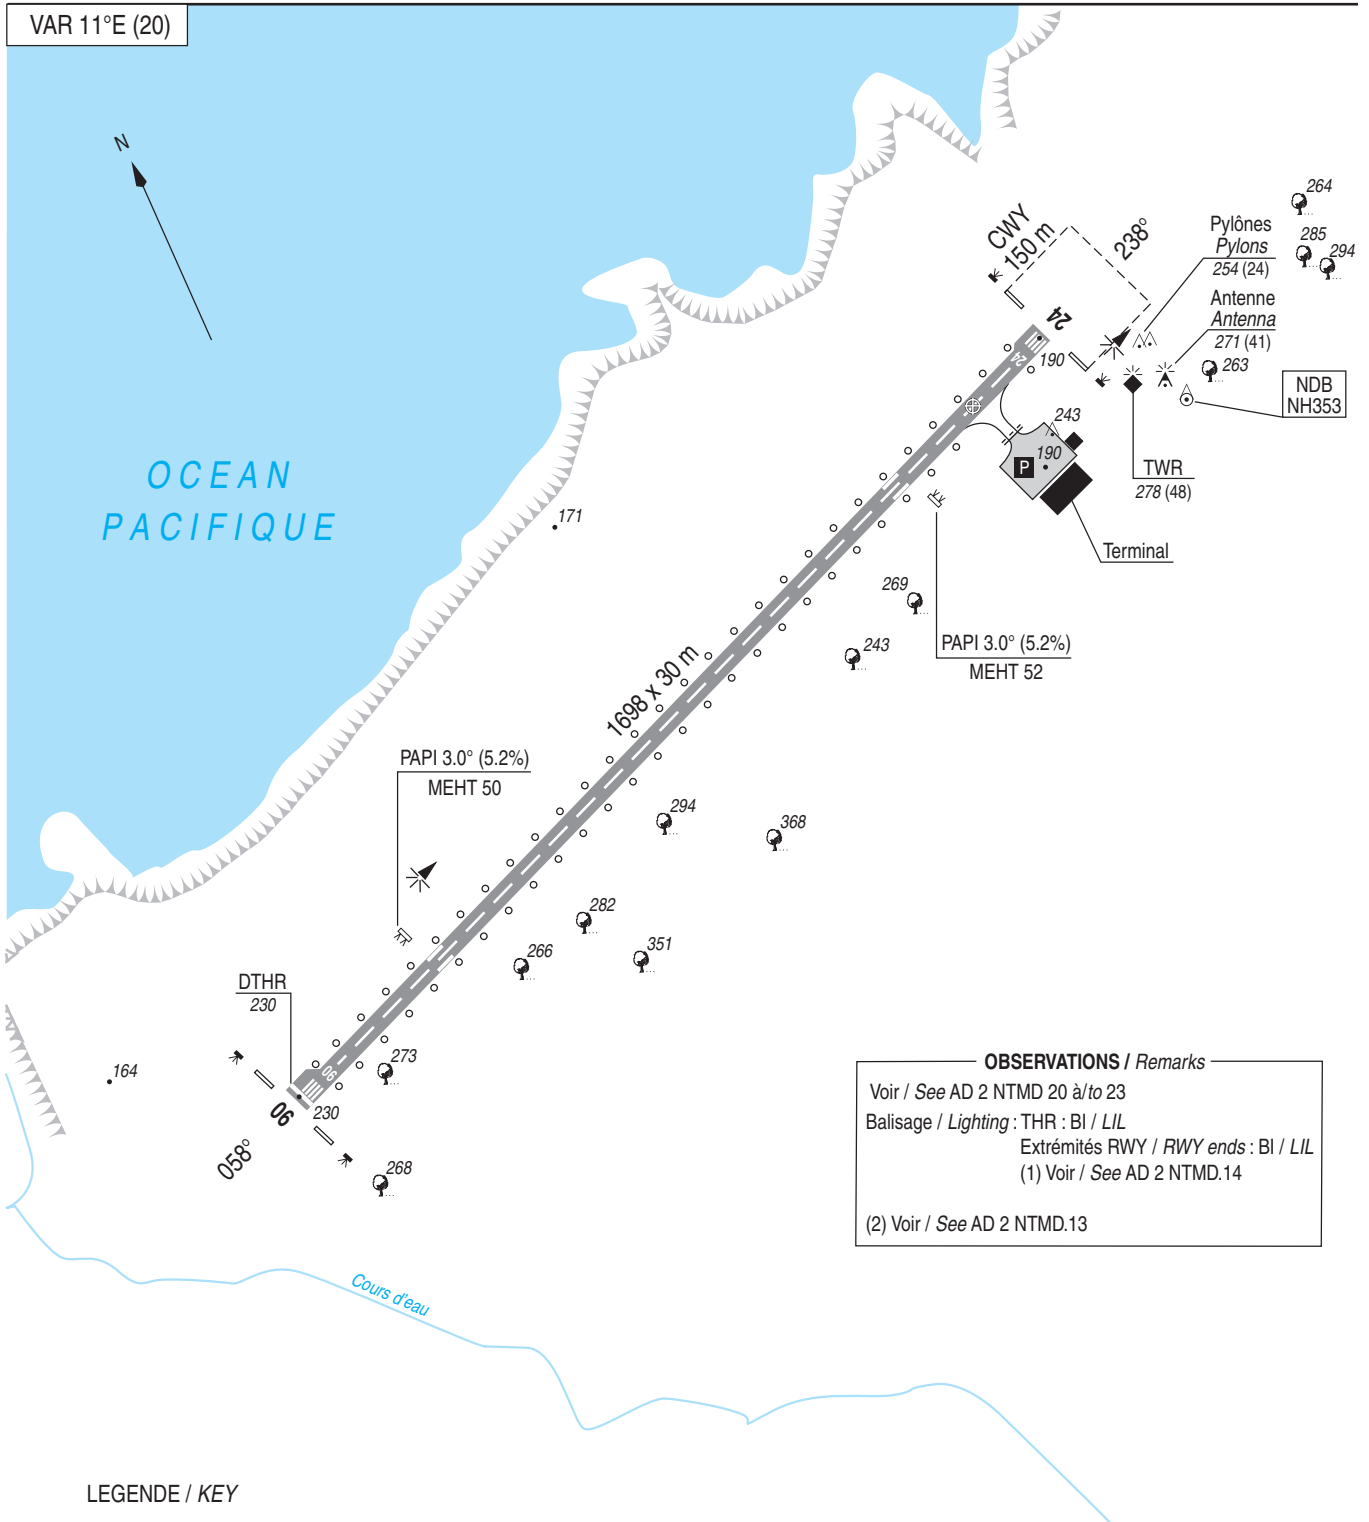 VAR 11°E (20)
N
OCEAN
PACIFIQUE
CWY
150 m
238°
24
24
190
Pylônes
Pylons
254 (24)
Antenne
Antenna
271 (41)
264
285
294
263
NDB
NH353
243
P
190
TWR
278 (48)
Terminal
171
269
243
PAPI 3.0° (5.2%)
MEHT 52
1698 x 30 m
PAPI 3.0° (5.2%)
MEHT 50
294
368
282
266
351
DTHR
230
273
164
06
06
230
058°
268
OBSERVATIONS / Remarks
Voir / See AD 2 NTMD 20 à/to 23
Balisage / Lighting : THR : BI / LIL
Extrémités RWY / RWY ends : BI / LIL
(1) Voir / See AD 2 NTMD.14
(2) Voir / See AD 2 NTMD.13
Cours d'eau
LEGENDE / KEY